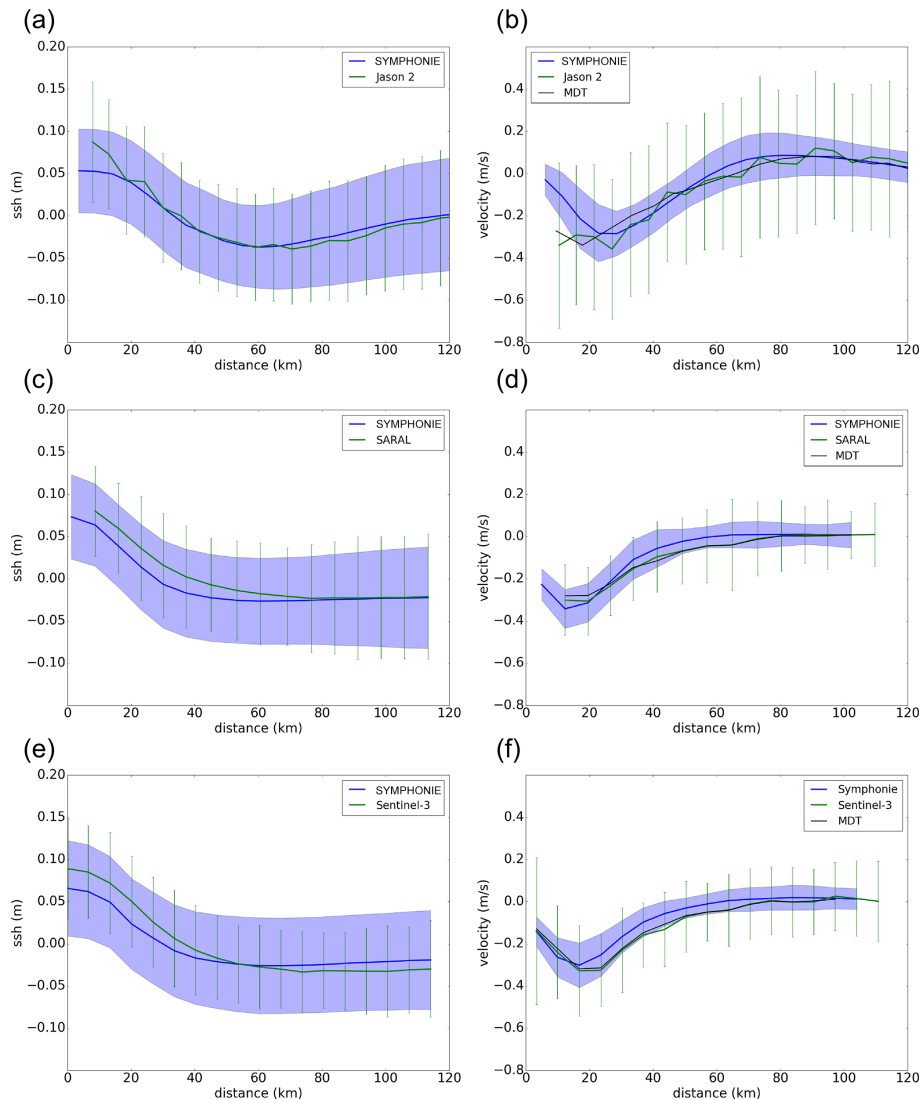 (a)
0.20
0.15
0.10
0.05
0.00
−0.05
−0.10
ssh (m)
SYMPHONIE
Jason 2
0 20 40 60 80 100 120
distance (km)
(b)
0.4
0.2
0.0
−0.2
−0.4
−0.6
−0.8
velocity (m/s)
SYMPHONIE
Jason 2
MDT
0 20 40 60 80 100 120
distance (km)
(c)
0.20
0.15
0.10
0.05
0.00
−0.05
−0.10
ssh (m)
SYMPHONIE
SARAL
0 20 40 60 80 100 120
distance (km)
(d)
0.4
0.2
0.0
−0.2
−0.4
−0.6
−0.8
velocity (m/s)
SYMPHONIE
SARAL
MDT
0 20 40 60 80 100 120
distance (km)
(e)
0.20
0.15
0.10
0.05
0.00
−0.05
−0.10
ssh (m)
SYMPHONIE
Sentinel-3
0 20 40 60 80 100 120
distance (km)
(f)
0.4
0.2
0.0
−0.2
−0.4
−0.6
−0.8
velocity (m/s)
Symphonie
Sentinel-3
MDT
0 20 40 60 80 100 120
distance (km)